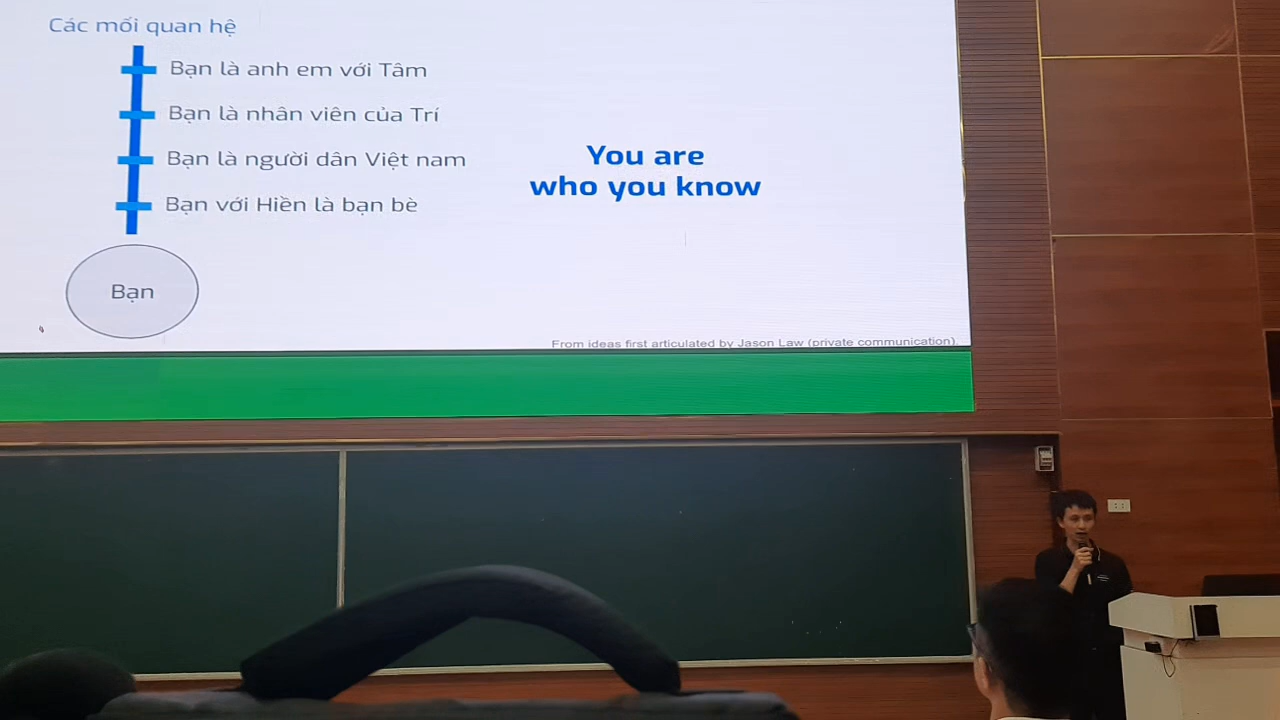 Các mối quan hệ
Bạn là anh em với Tâm
Bạn là nhân viên của Trí
Bạn là người dân Việt nam
Bạn với Hiền là bạn bè
Bạn
You are
who you know
From ideas first articulated by Jason Law (private communication).